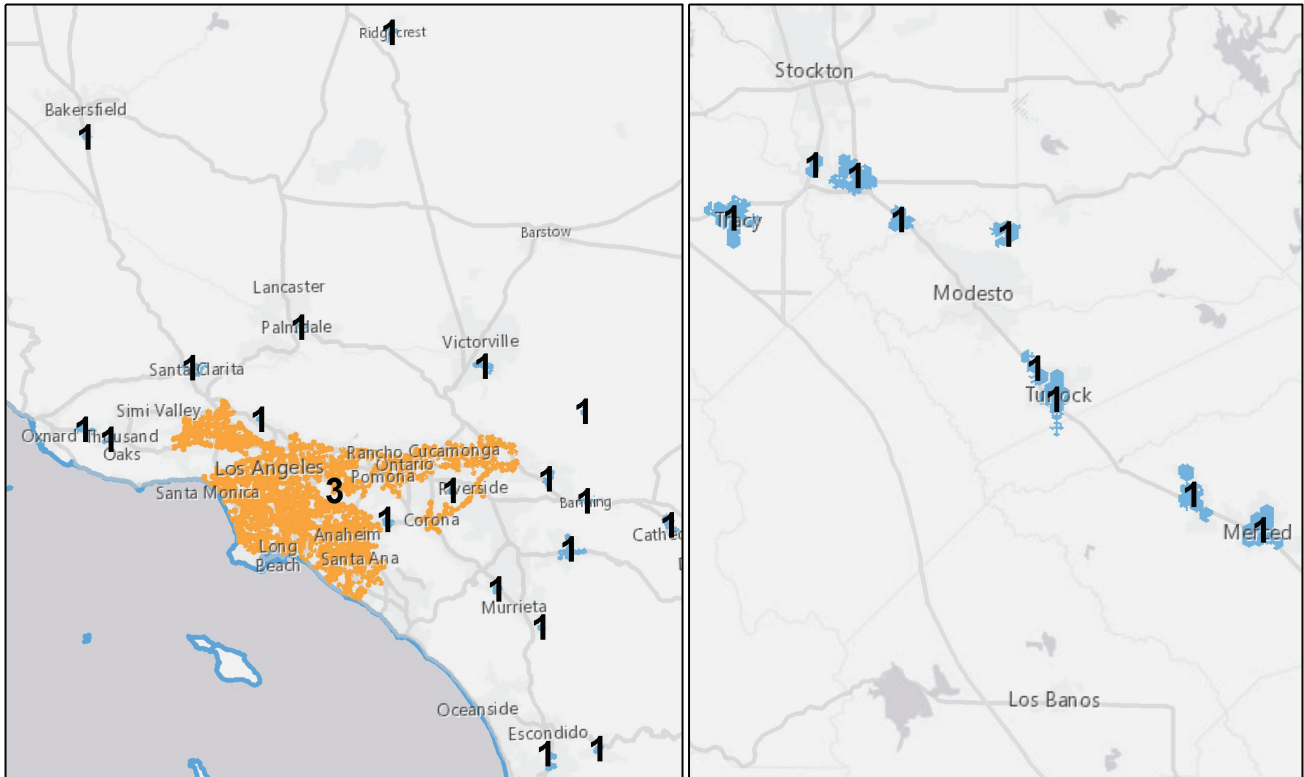 Ridgecrest
1
Bakersfield
1
Barstow
Lancaster
Palmdale
1
Victorville
1
Santa Clarita
1
1
Simi Valley
1
1
Oxnard Thousand
Oaks
1
Rancho Cucamonga
Los Angeles
Ontario
Pomona
Santa Monica
3
Riverside
1
1
Banning
1
Corona
1
Anaheim
Cathe
1
Long
Beach
Santa Ana
1
Murrieta
1
1
Oceanside
Escondido
1
1
Stockton
1
1
Tracy
1
1
1
Modesto
1
Turlock
1
1
Merced
1
Los Banos